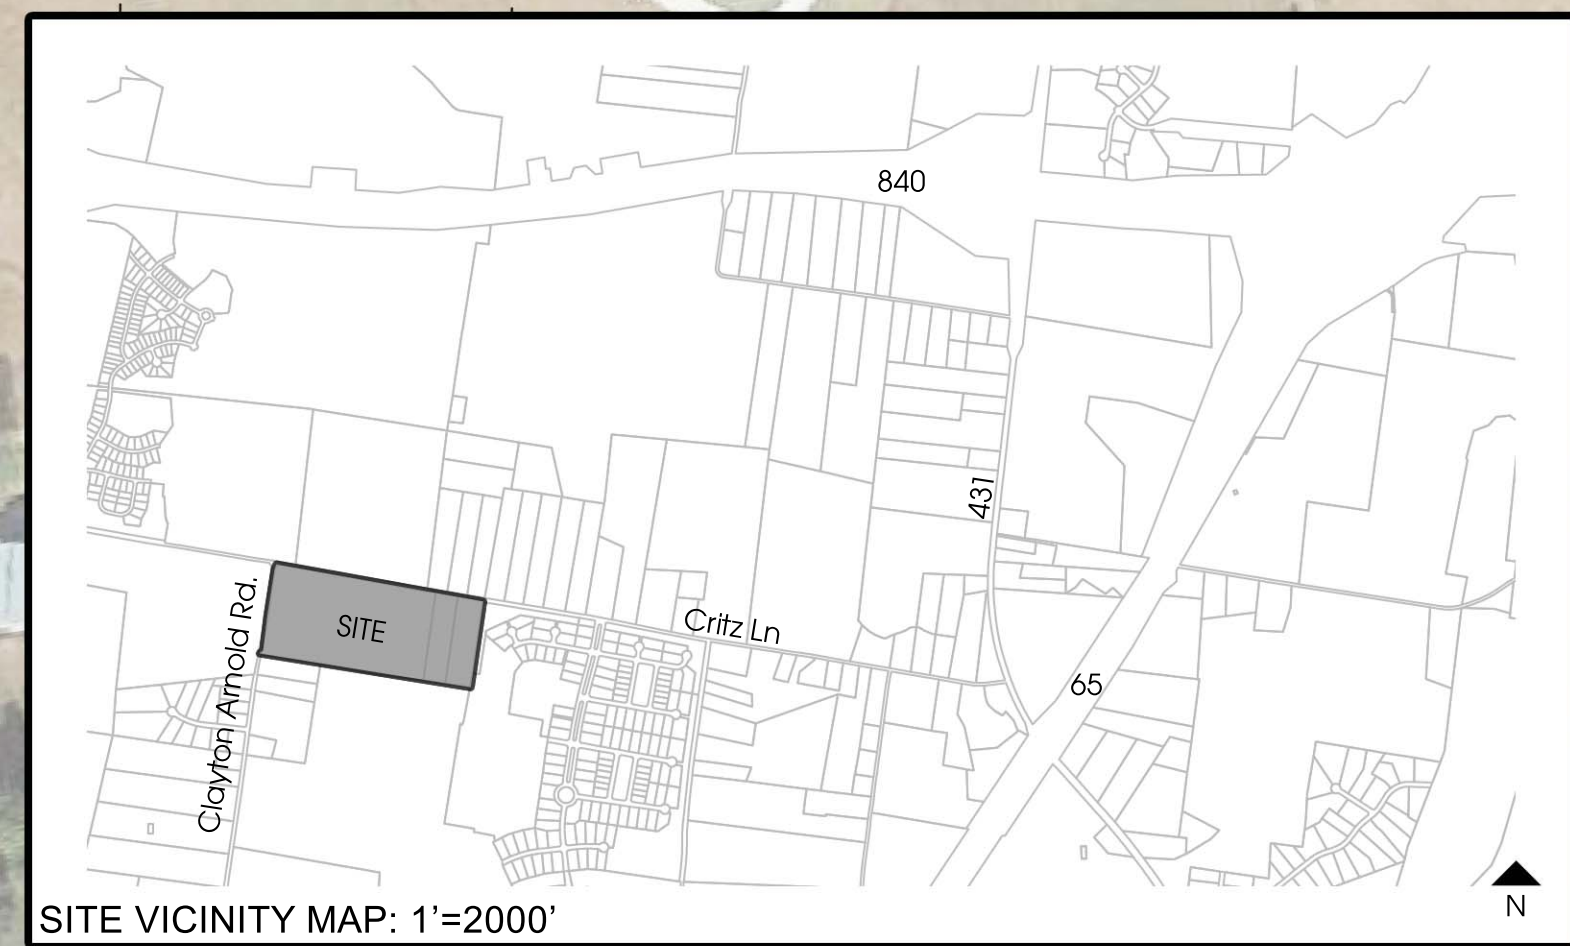 840
431
Clayton Arnold Rd.
SITE
Critz Ln
65
SITE VICINITY MAP: 1’=2000’
N